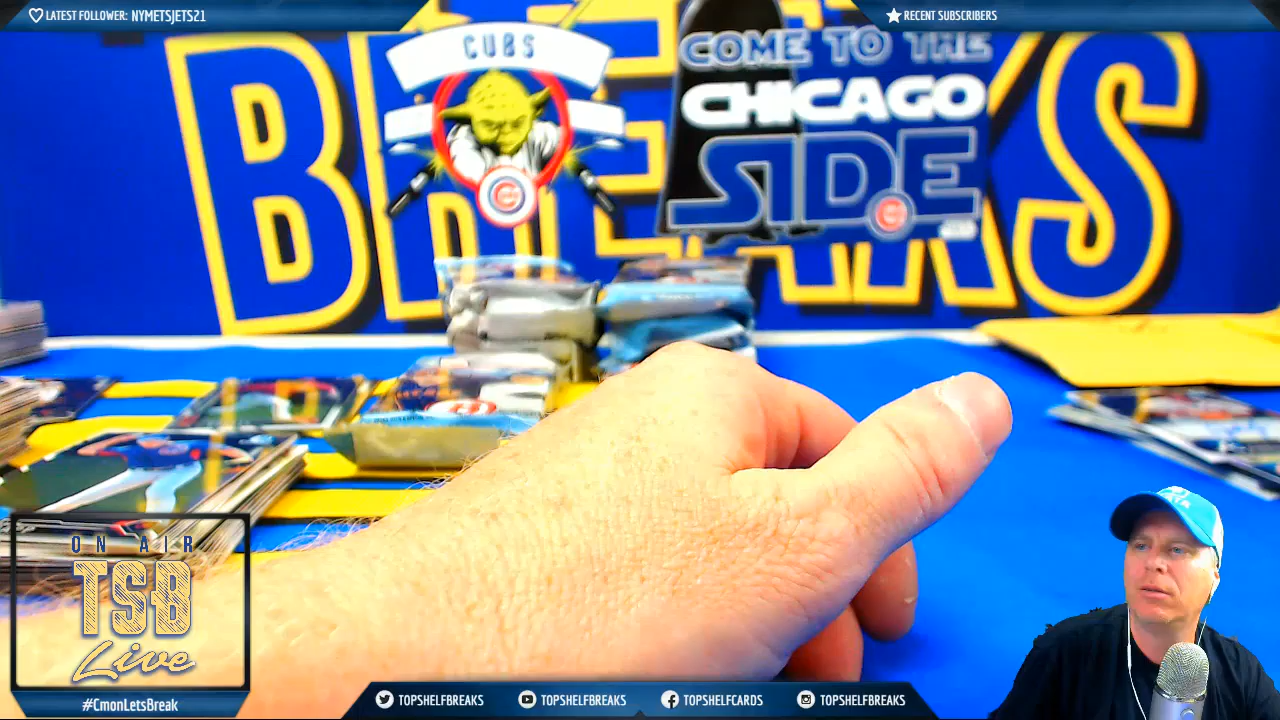 LATEST FOLLOWER: NYMETSJETS21
RECENT SUBSCRIBERS
BREAKS
CUBS
COME TO THE
CHICAGO
SIDE
ON AIR
TSB
Live
#CmonLetsBreak
TOPSHELFBREAKS
TOPSHELFBREAKS
TOPSHELFCARDS
TOPSHELFBREAKS